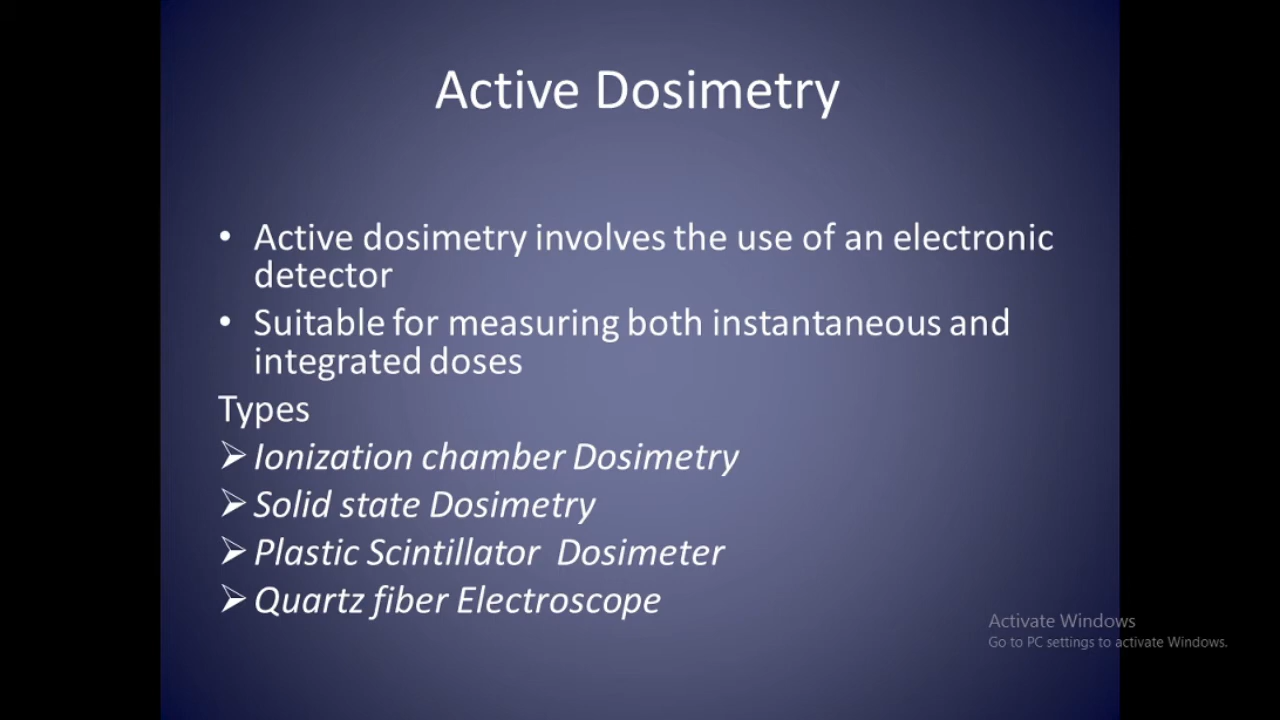 Active Dosimetry
• Active dosimetry involves the use of an electronic
detector
• Suitable for measuring both instantaneous and
integrated doses
Types
➢ Ionization chamber Dosimetry
➢ Solid state Dosimetry
➢ Plastic Scintillator Dosimeter
➢ Quartz fiber Electroscope
Activate Windows
Go to PC settings to activate Windows.